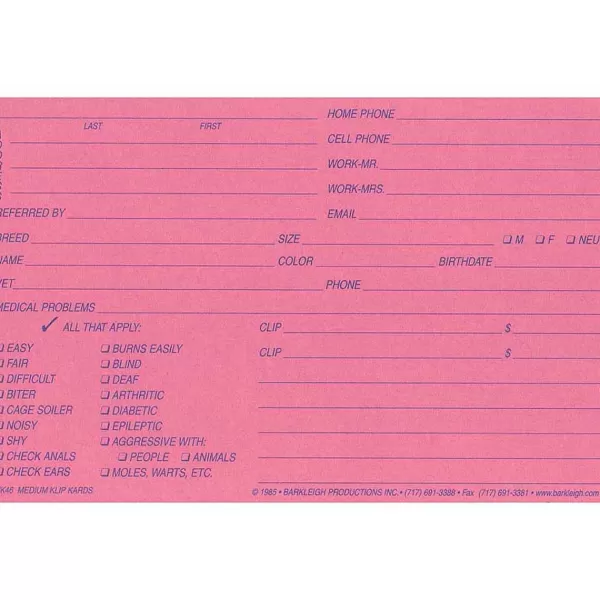 HOME PHONE
LAST FIRST
CELL PHONE
WORK-MR.
WORK-MRS.
REFERRED BY EMAIL
BREED SIZE ❏ M ❏ F ❏ NEU
NAME COLOR BIRTHDATE
VET PHONE
MEDICAL PROBLEMS
✓ ALL THAT APPLY: CLIP $
❏ EASY ❏ BURNS EASILY CLIP $
❏ FAIR ❏ BLIND
❏ DIFFICULT ❏ DEAF
❏ BITER ❏ ARTHRITIC
❏ CAGE SOILER ❏ DIABETIC
❏ NOISY ❏ EPILEPTIC
❏ SHY ❏ AGGRESSIVE WITH:
❏ CHECK ANALS ❏ PEOPLE ❏ ANIMALS
❏ CHECK EARS ❏ MOLES, WARTS, ETC.
K46 MEDIUM KLIP KARDS © 1985 • BARKLEIGH PRODUCTIONS INC. • (717) 691-3388 • Fax (717) 691-3381 • www.barkleigh.com